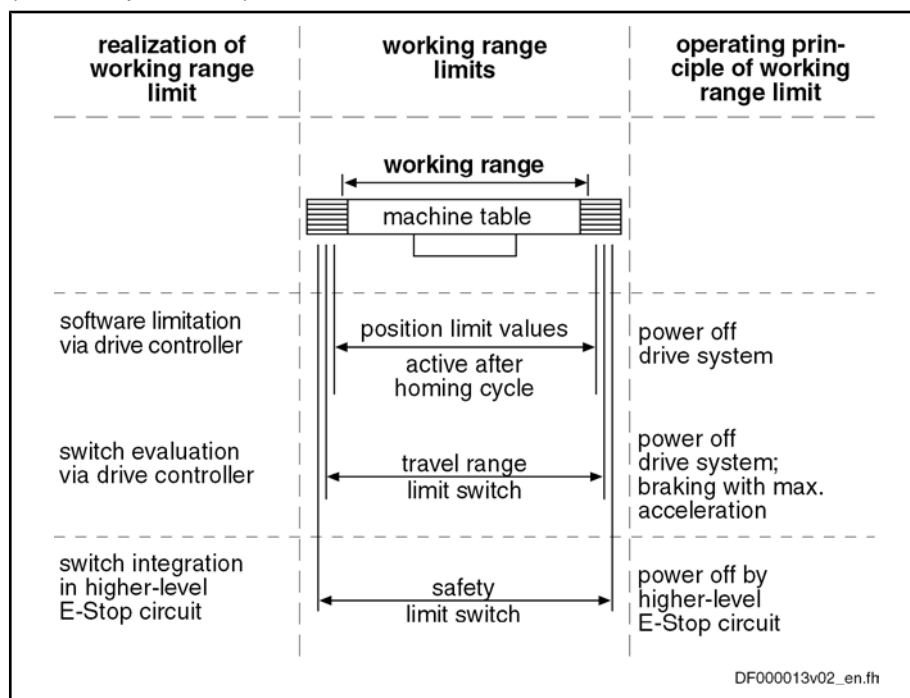 realization of
working range
limit
working range
limits
operating prin-
ciple of working
range limit
working range
machine table
software limitation
via drive controller
position limit values
active after
homing cycle
power off
drive system
switch evaluation
via drive controller
travel range
limit switch
power off
drive system;
braking with max.
acceleration
switch integration
in higher-level
E-Stop circuit
safety
limit switch
power off by
higher-level
E-Stop circuit
DF000013v02_en.fh